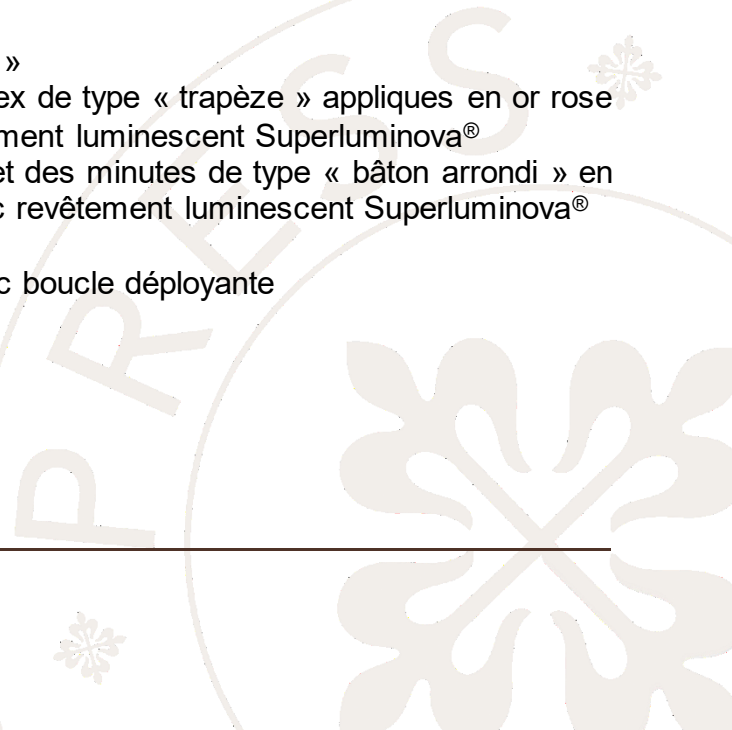 »
ex de type « trapèze » appliques en or rose
ment luminescent Superluminova®
et des minutes de type « bâton arrondi » en
c revêtement luminescent Superluminova®
c boucle déployante
PRESS